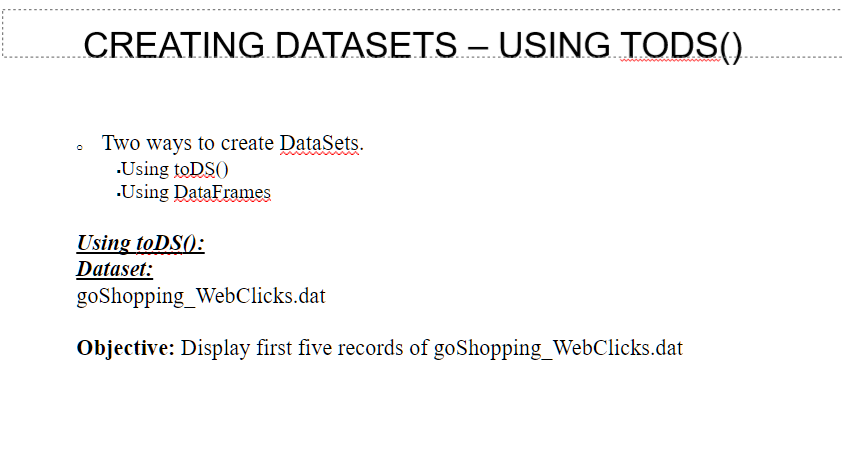 CREATING DATASETS – USING TODS()
Two ways to create DataSets.
Using toDS()
Using DataFrames
Using toDS():
Dataset:
goShopping_WebClicks.dat
Objective: Display first five records of goShopping_WebClicks.dat